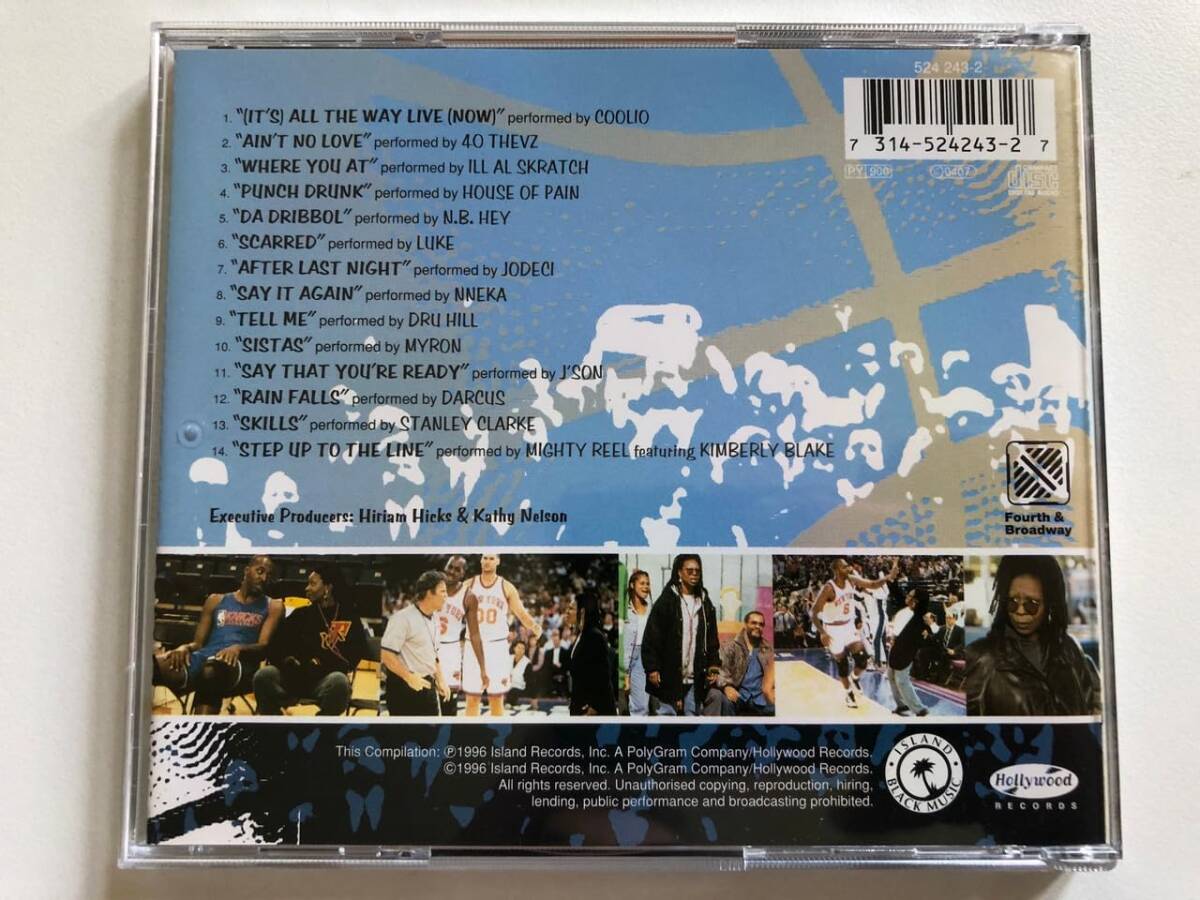 524 243-2
7 314-524243-2 7
PY 900
0407
disc
DIGITAL AUDIO
1. "(IT'S) ALL THE WAY LIVE (NOW)" performed by COOLIO
2. "AIN'T NO LOVE" performed by 40 THEVZ
3. "WHERE YOU AT" performed by ILL AL SKRATCH
4. "PUNCH DRUNK" performed by HOUSE OF PAIN
5. "DA DRIBBOL" performed by N.B. HEY
6. "SCARRED" performed by LUKE
7. "AFTER LAST NIGHT" performed by JODECI
8. "SAY IT AGAIN" performed by NNEKA
9. "TELL ME" performed by DRU HILL
10. "SISTAS" performed by MYRON
11. "SAY THAT YOU'RE READY" performed by J'SON
12. "RAIN FALLS" performed by DARCUS
13. "SKILLS" performed by STANLEY CLARKE
14. "STEP UP TO THE LINE" performed by MIGHTY REEL featuring KIMBERLY BLAKE
Executive Producers: Hiriam Hicks & Kathy Nelson
Fourth &
Broadway
This Compilation: ℗1996 Island Records, Inc. A PolyGram Company/Hollywood Records.
©1996 Island Records, Inc. A PolyGram Company/Hollywood Records.
All rights reserved. Unauthorised copying, reproduction, hiring,
lending, public performance and broadcasting prohibited.
ISLAND
BLACK MUSIC
Hollywood
RECORDS